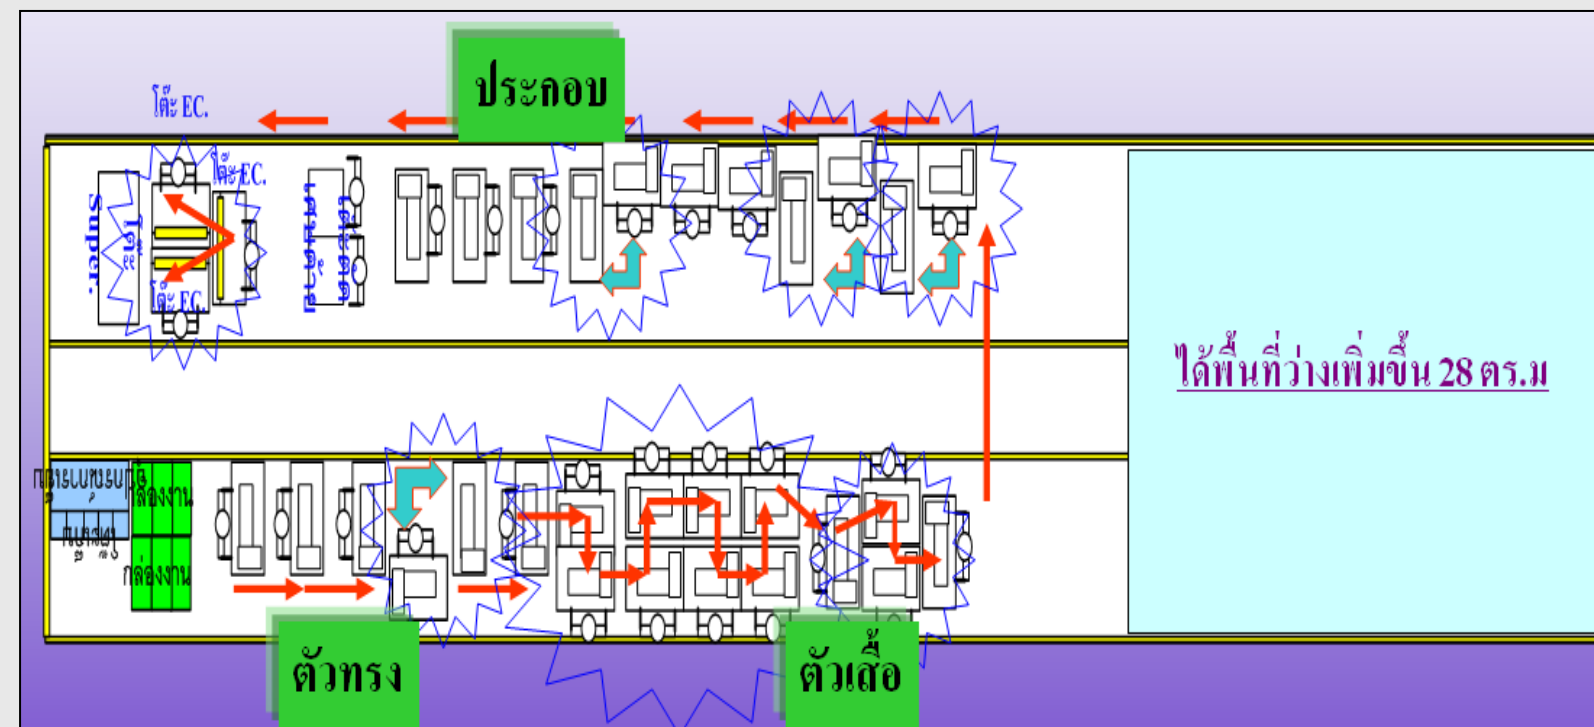 ประกอบ
โต๊ะ EC.
โต๊ะ EC.
โต๊ะ
Super.
โต๊ะ EC.
ได้พื้นที่ว่างเพิ่มขึ้น 28 ตร.ม
กล่องงาน
กล่องงาน
ตัวทรง
ตัวเสื้อ